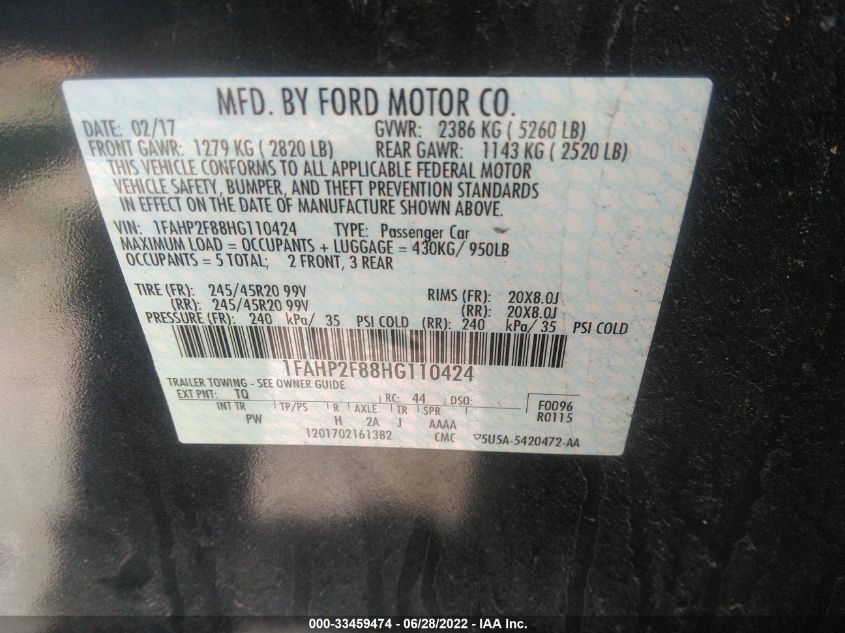 MFD. BY FORD MOTOR CO.
DATE: 02/17 GVWR: 2386 KG ( 5260 LB)
FRONT GAWR: 1279 KG ( 2820 LB) REAR GAWR: 1143 KG ( 2520 LB)
THIS VEHICLE CONFORMS TO ALL APPLICABLE FEDERAL MOTOR
VEHICLE SAFETY, BUMPER, AND THEFT PREVENTION STANDARDS
IN EFFECT ON THE DATE OF MANUFACTURE SHOWN ABOVE.
VIN: 1FAHP2F88HG110424 TYPE: Passenger Car
MAXIMUM LOAD = OCCUPANTS + LUGGAGE = 430KG/ 950LB
OCCUPANTS = 5 TOTAL; 2 FRONT, 3 REAR
TIRE (FR): 245/45R20 99V RIMS (FR): 20X8.0J
(RR): 245/45R20 99V (RR): 20X8.0J
PRESSURE (FR): 240 kPa/ 35 PSI COLD (RR): 240 kPa/ 35 PSI COLD
1FAHP2F88HG110424
TRAILER TOWING - SEE OWNER GUIDE
EXT PNT: TQ RC: 44 DSO: F0096
INT TR TP/PS R AXLE TR SPR R0115
PW H 2A J AAAA
1201702161382 CMC ▽5U5A-5420472-AA
000-33459474 - 06/28/2022 - IAA Inc.